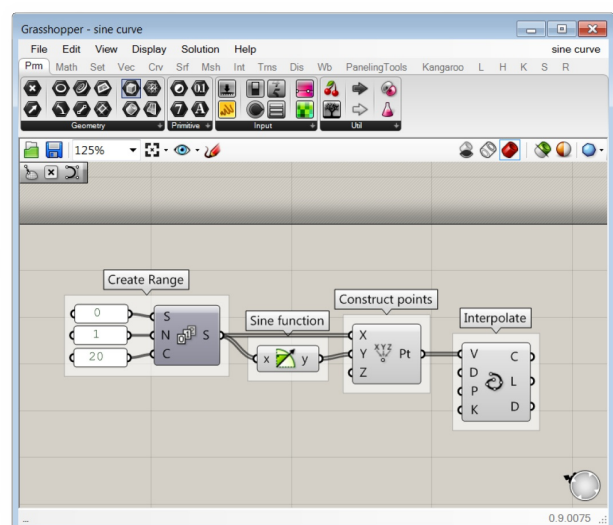 Grasshopper - sine curve
File Edit View Display Solution Help sine curve
Prm Math Set Vec Crv Srf Msh Int Trns Dis Wb PanelingTools Kangaroo L H K S R
Geometry + Primitive + Input + Util +
125%
Create Range
0
1
20
S
N
C
S
Sine function
x y
Construct points
X
Y
Z
Pt
Interpolate
V
D
P
K
C
L
D
... 0.9.0075